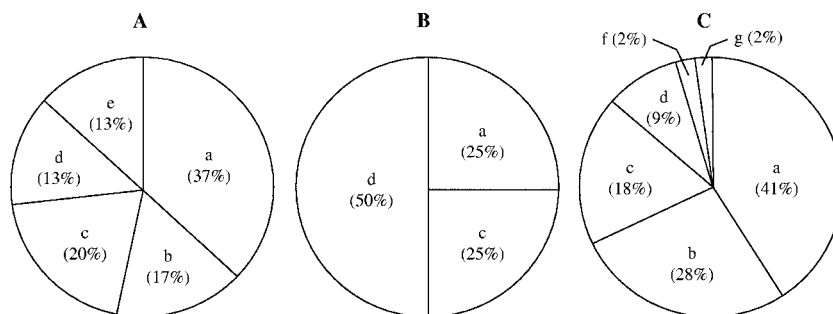 A
e
(13%)
a
(37%)
d
(13%)
c
(20%)
b
(17%)
B
a
(25%)
d
(50%)
c
(25%)
C
f (2%)
g (2%)
d
(9%)
c
(18%)
a
(41%)
b
(28%)